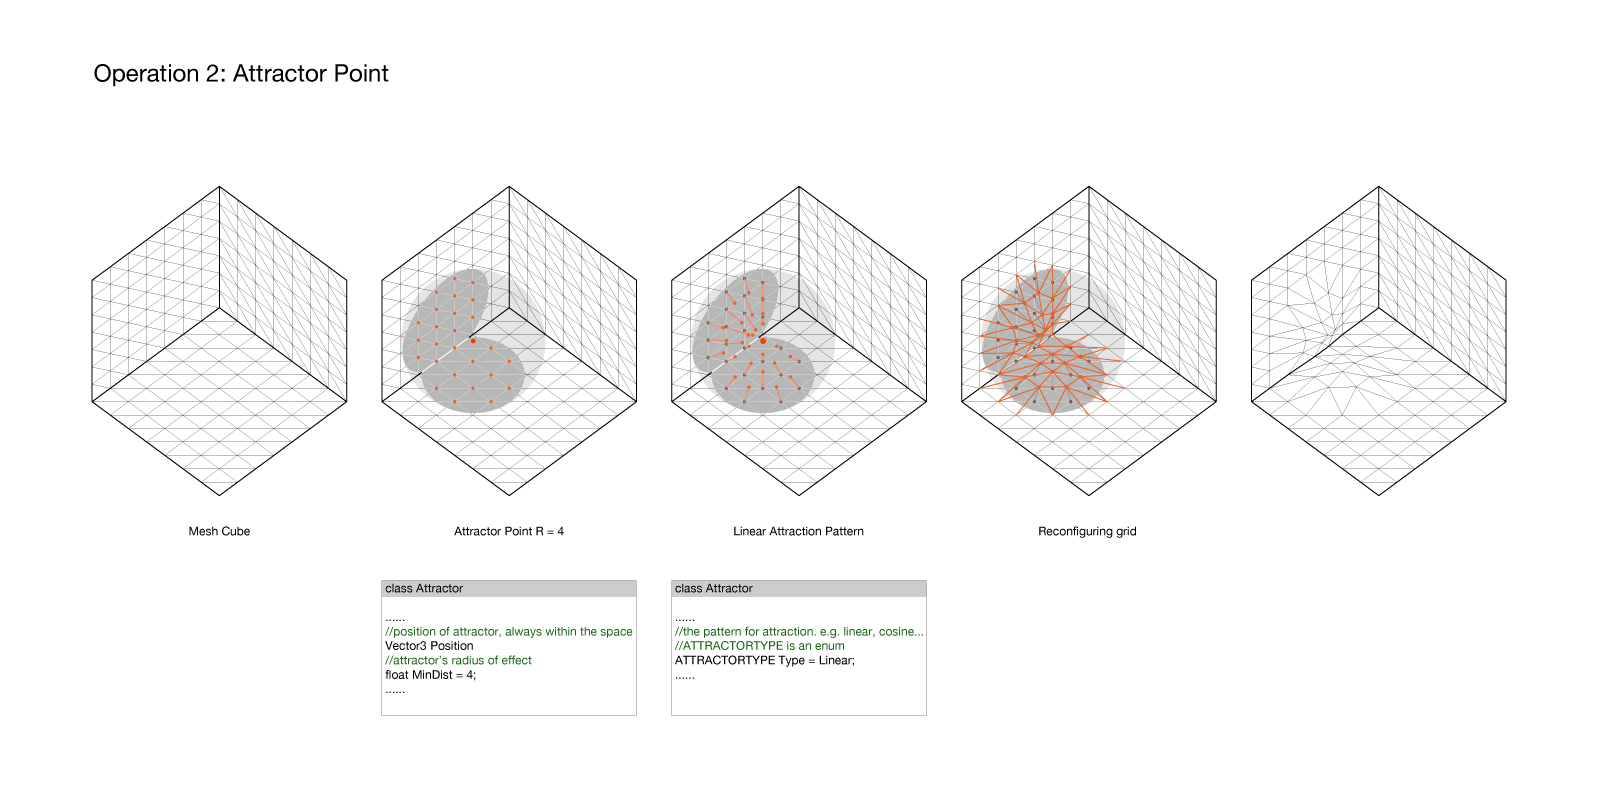 Operation 2: Attractor Point
Mesh Cube
Attractor Point R = 4
Linear Attraction Pattern
Reconfiguring grid
class Attractor
......
//position of attractor, always within the space
Vector3 Position
//attractor's radius of effect
float MinDist = 4;
......
class Attractor
......
//the pattern for attraction. e.g. linear, cosine...
//ATTRACTORTYPE is an enum
ATTRACTORTYPE Type = Linear;
......